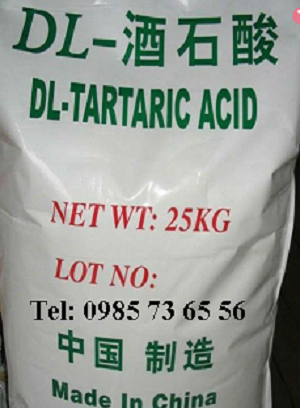 DL-酒石酸
DL-TARTARIC ACID
NET WT: 25KG
LOT NO:
Tel: 0985 73 65 56
中国 制造
Made In China